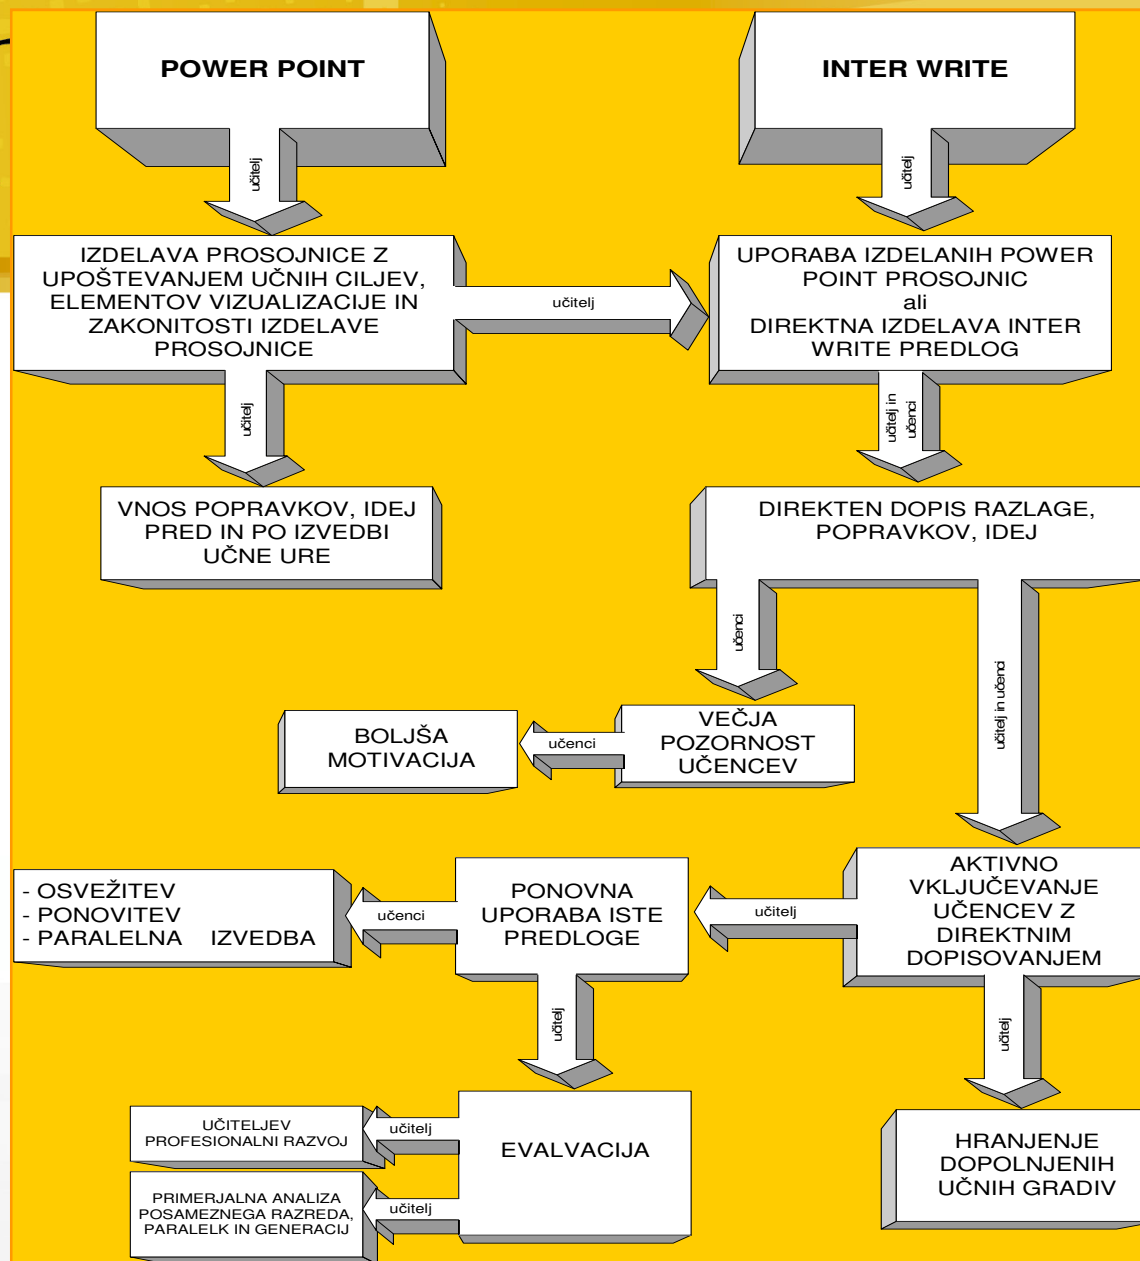 POWER POINT
INTER WRITE
učitelj
učitelj
IZDELAVA PROSOJNICE Z
UPOŠTEVANJEM UČNIH CILJEV,
ELEMENTOV VIZUALIZACIJE IN
ZAKONITOSTI IZDELAVE
PROSOJNICE
učitelj
UPORABA IZDELANIH POWER
POINT PROSOJNIC
ali
DIREKTNA IZDELAVA INTER
WRITE PREDLOG
učitelj
učitelj in
učenci
VNOS POPRAVKOV, IDEJ
PRED IN PO IZVEDBI
UČNE URE
DIREKTEN DOPIS RAZLAGE,
POPRAVKOV, IDEJ
učenci
učitelj in učenci
BOLJŠA
MOTIVACIJA
učenci
VEČJA
POZORNOST
UČENCEV
- OSVEŽITEV
- PONOVITEV
- PARALELNA IZVEDBA
učenci
PONOVNA
UPORABA ISTE
PREDLOGE
učitelj
AKTIVNO
VKLJUČEVANJE
UČENCEV Z
DIREKTNIM
DOPISOVANJEM
učitelj
učitelj
UČITELJEV
PROFESIONALNI RAZVOJ
učitelj
EVALVACIJA
PRIMERJALNA ANALIZA
POSAMEZNEGA RAZREDA,
PARALELK IN GENERACIJ
učitelj
HRANJENJE
DOPOLNJENIH
UČNIH GRADIV